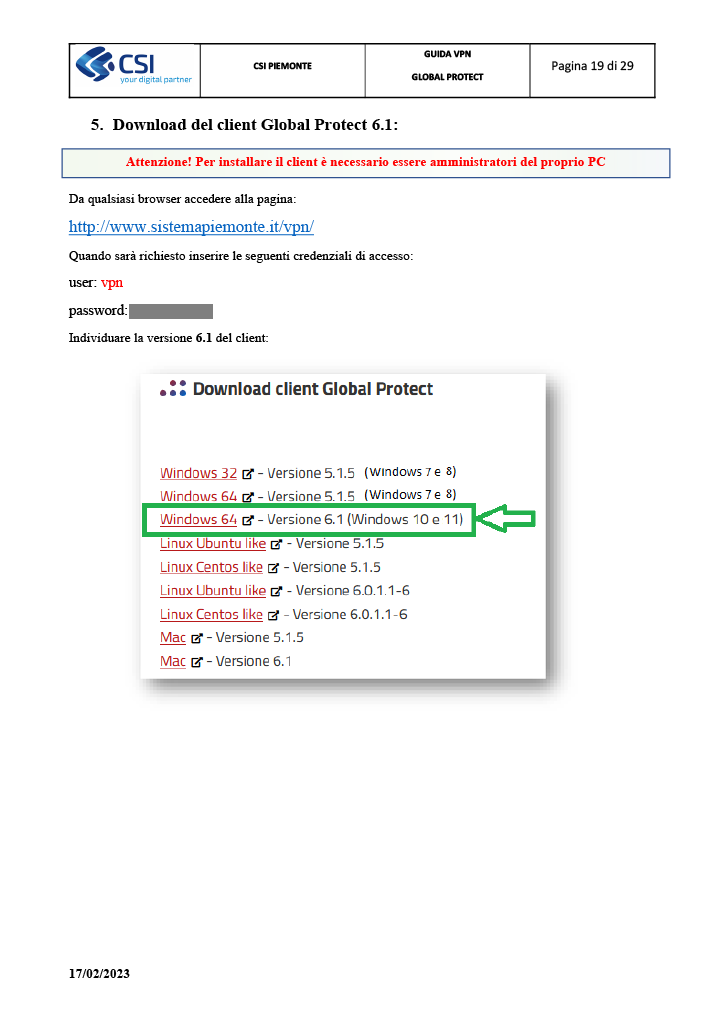 CSI
your digital partner
CSI PIEMONTE
GUIDA VPN
GLOBAL PROTECT
Pagina 19 di 29
5. Download del client Global Protect 6.1:
Attenzione! Per installare il client è necessario essere amministratori del proprio PC
Da qualsiasi browser accedere alla pagina:
http://www.sistemapiemonte.it/vpn/
Quando sarà richiesto inserire le seguenti credenziali di accesso:
user: vpn
password:
Individuare la versione 6.1 del client:
Download client Global Protect
Windows 32 - Versione 5.1.5 (Windows 7 e 8)
Windows 64 - Versione 5.1.5 (Windows 7 e 8)
Windows 64 - Versione 6.1 (Windows 10 e 11)
Linux Ubuntu like - Versione 5.1.5
Linux Centos like - Versione 5.1.5
Linux Ubuntu like - Versione 6.0.1.1-6
Linux Centos like - Versione 6.0.1.1-6
Mac - Versione 5.1.5
Mac - Versione 6.1
17/02/2023